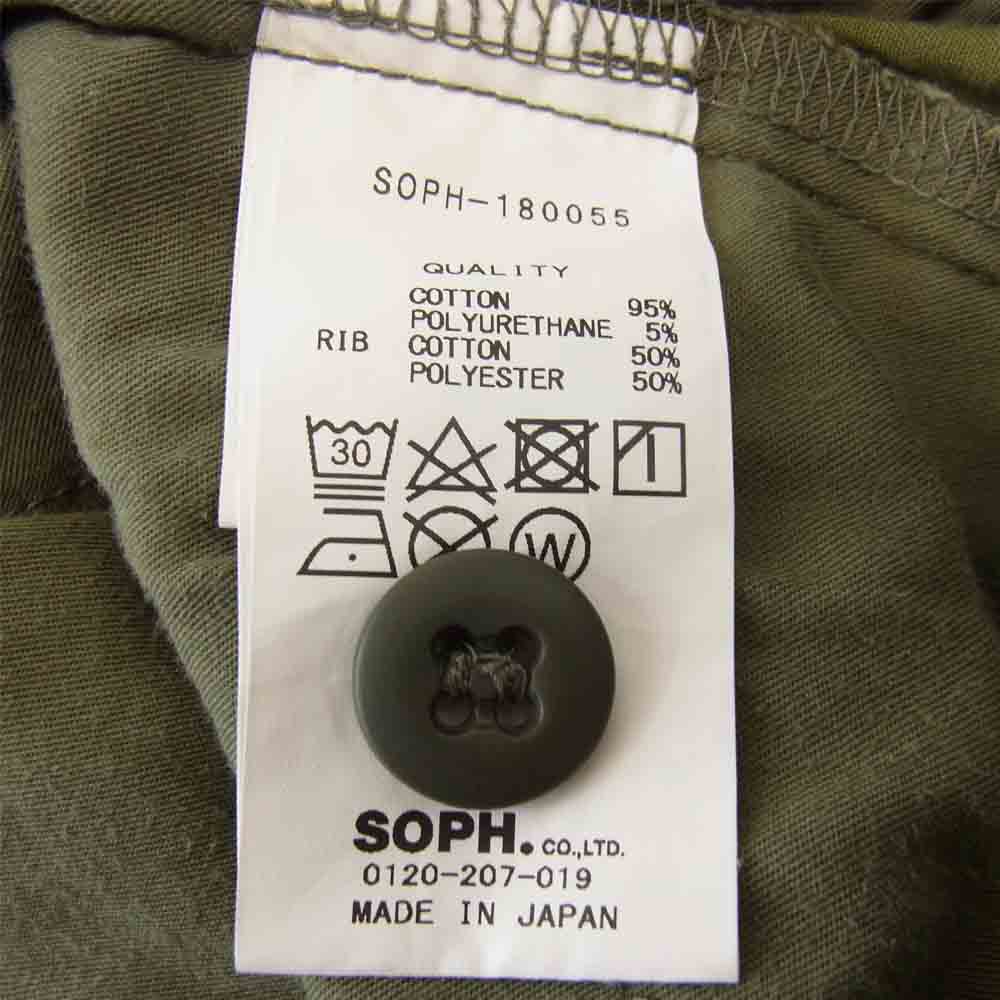 SOPH-180055
QUALITY
COTTON 95%
POLYURETHANE 5%
RIB COTTON 50%
POLYESTER 50%
30
W
SOPH. CO.,LTD.
0120-207-019
MADE IN JAPAN